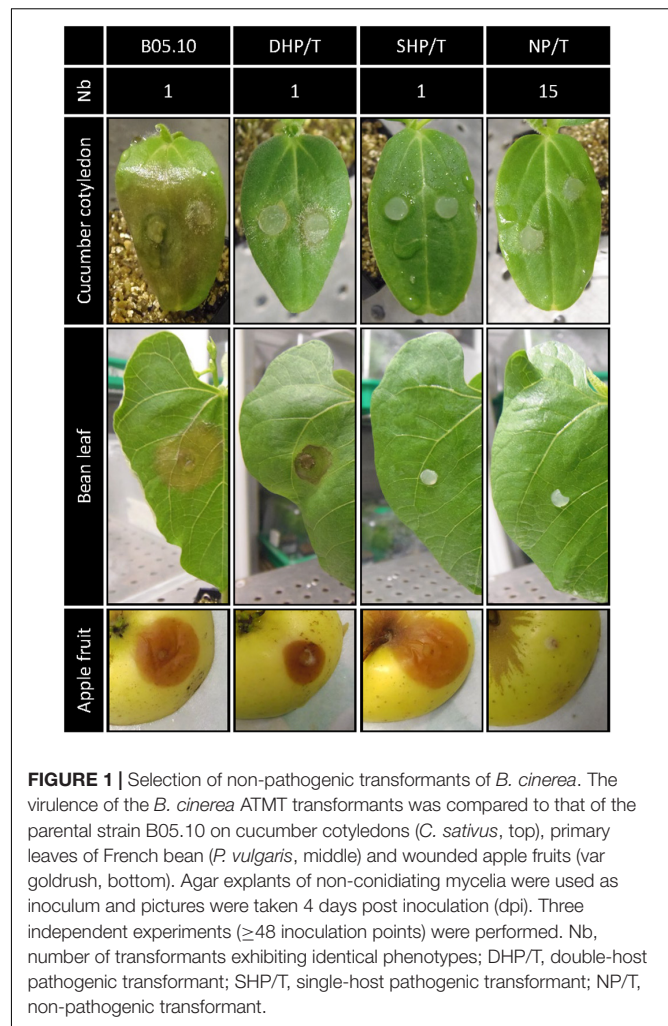 B05.10 DHP/T SHP/T NP/T
Nb 1 1 1 15
Cucumber cotyledon
Bean leaf
Apple fruit
FIGURE 1 | Selection of non-pathogenic transformants of B. cinerea. The
virulence of the B. cinerea ATMT transformants was compared to that of the
parental strain B05.10 on cucumber cotyledons (C. sativus, top), primary
leaves of French bean (P. vulgaris, middle) and wounded apple fruits (var
goldrush, bottom). Agar explants of non-conidiating mycelia were used as
inoculum and pictures were taken 4 days post inoculation (dpi). Three
independent experiments (≥48 inoculation points) were performed. Nb,
number of transformants exhibiting identical phenotypes; DHP/T, double-host
pathogenic transformant; SHP/T, single-host pathogenic transformant; NP/T,
non-pathogenic transformant.